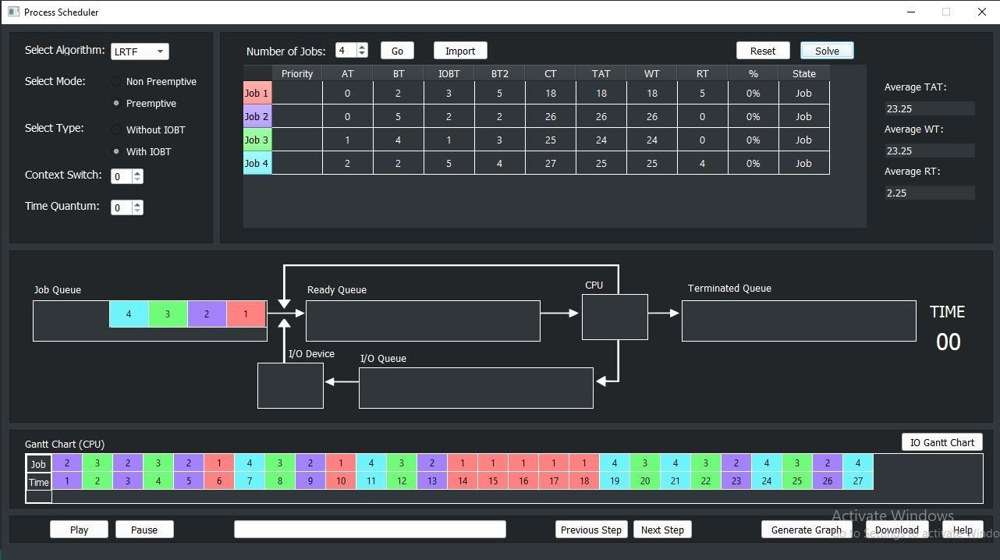 Process Scheduler
Select Algorithm: LRTF
Select Mode: Non Preemptive
Preemptive
Select Type: Without IOBT
With IOBT
Context Switch: 0
Time Quantum: 0
Number of Jobs: 4 Go Import Reset Solve
Priority AT BT IOBT BT2 CT TAT WT RT % State
Job 1 0 2 3 5 18 18 18 5 0% Job
Job 2 0 5 2 2 26 26 26 0 0% Job
Job 3 1 4 1 3 25 24 24 0 0% Job
Job 4 2 2 5 4 27 25 25 4 0% Job
Average TAT:
23.25
Average WT:
23.25
Average RT:
2.25
Job Queue
4 3 2 1
Ready Queue
CPU
Terminated Queue
TIME
00
I/O Device
I/O Queue
Gantt Chart (CPU)
IO Gantt Chart
Job 2 3 2 3 2 1 4 3 2 1 4 3 2 1 1 1 1 1 4 3 4 3 2 4 3 2 4
Time 1 2 3 4 5 6 7 8 9 10 11 12 13 14 15 16 17 18 19 20 21 22 23 24 25 26 27
Play Pause Previous Step Next Step Generate Graph Download Help
Activate Windows
Go to Settings to activate Windo